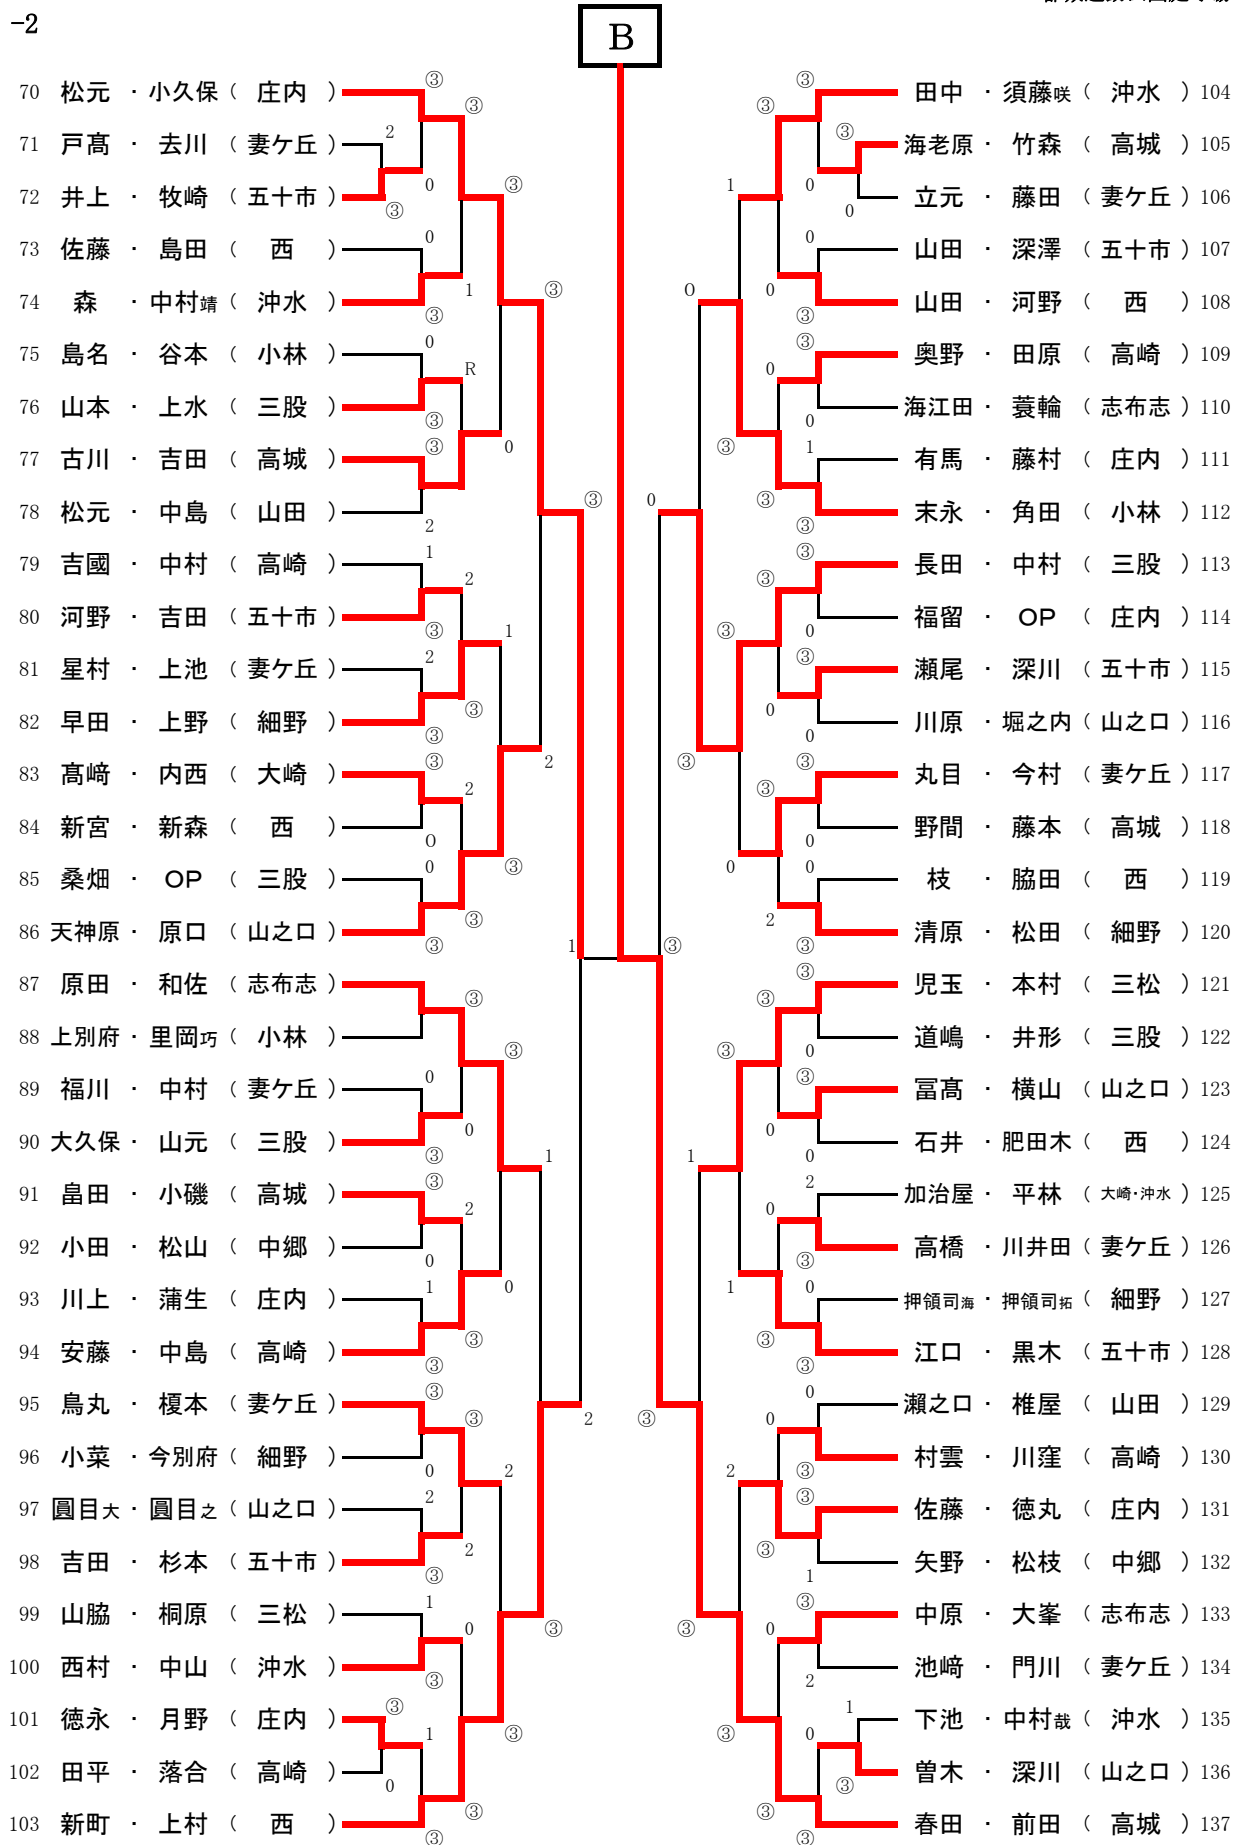 -2
B
70 松元 ・ 小久保 （ 庄内 ）
71 戸髙 ・ 去川 （ 妻ケ丘 ）
72 井上 ・ 牧崎 （ 五十市 ）
73 佐藤 ・ 島田 （ 西 ）
74 森 ・ 中村靖 （ 沖水 ）
75 島名 ・ 谷本 （ 小林 ）
76 山本 ・ 上水 （ 三股 ）
77 古川 ・ 吉田 （ 高城 ）
78 松元 ・ 中島 （ 山田 ）
79 吉國 ・ 中村 （ 高崎 ）
80 河野 ・ 吉田 （ 五十市 ）
81 星村 ・ 上池 （ 妻ケ丘 ）
82 早田 ・ 上野 （ 細野 ）
83 髙﨑 ・ 内西 （ 大崎 ）
84 新宮 ・ 新森 （ 西 ）
85 桑畑 ・ OP （ 三股 ）
86 天神原 ・ 原口 （ 山之口 ）
87 原田 ・ 和佐 （ 志布志 ）
88 上別府 ・ 里岡巧 （ 小林 ）
89 福川 ・ 中村 （ 妻ケ丘 ）
90 大久保 ・ 山元 （ 三股 ）
91 畠田 ・ 小磯 （ 高城 ）
92 小田 ・ 松山 （ 中郷 ）
93 川上 ・ 蒲生 （ 庄内 ）
94 安藤 ・ 中島 （ 高崎 ）
95 鳥丸 ・ 榎本 （ 妻ケ丘 ）
96 小菜 ・ 今別府 （ 細野 ）
97 圓目大 ・ 圓目之 （ 山之口 ）
98 吉田 ・ 杉本 （ 五十市 ）
99 山脇 ・ 桐原 （ 三松 ）
100 西村 ・ 中山 （ 沖水 ）
101 徳永 ・ 月野 （ 庄内 ）
102 田平 ・ 落合 （ 高崎 ）
103 新町 ・ 上村 （ 西 ）
田中 ・ 須藤咲 （ 沖水 ） 104
海老原 ・ 竹森 （ 高城 ） 105
立元 ・ 藤田 （ 妻ケ丘 ） 106
山田 ・ 深澤 （ 五十市 ） 107
山田 ・ 河野 （ 西 ） 108
奥野 ・ 田原 （ 高崎 ） 109
海江田 ・ 蓑輪 （ 志布志 ） 110
有馬 ・ 藤村 （ 庄内 ） 111
末永 ・ 角田 （ 小林 ） 112
長田 ・ 中村 （ 三股 ） 113
福留 ・ OP （ 庄内 ） 114
瀬尾 ・ 深川 （ 五十市 ） 115
川原 ・ 堀之内 （ 山之口 ） 116
丸目 ・ 今村 （ 妻ケ丘 ） 117
野間 ・ 藤本 （ 高城 ） 118
枝 ・ 脇田 （ 西 ） 119
清原 ・ 松田 （ 細野 ） 120
児玉 ・ 本村 （ 三松 ） 121
道嶋 ・ 井形 （ 三股 ） 122
冨髙 ・ 横山 （ 山之口 ） 123
石井 ・ 肥田木 （ 西 ） 124
加治屋 ・ 平林 （ 大崎・沖水 ） 125
高橋 ・ 川井田 （ 妻ケ丘 ） 126
押領司海 ・ 押領司拓 （ 細野 ） 127
江口 ・ 黒木 （ 五十市 ） 128
瀬之口 ・ 椎屋 （ 山田 ） 129
村雲 ・ 川窪 （ 高崎 ） 130
佐藤 ・ 徳丸 （ 庄内 ） 131
矢野 ・ 松枝 （ 中郷 ） 132
中原 ・ 大峯 （ 志布志 ） 133
池﨑 ・ 門川 （ 妻ケ丘 ） 134
下池 ・ 中村哉 （ 沖水 ） 135
曽木 ・ 深川 （ 山之口 ） 136
春田 ・ 前田 （ 高城 ） 137